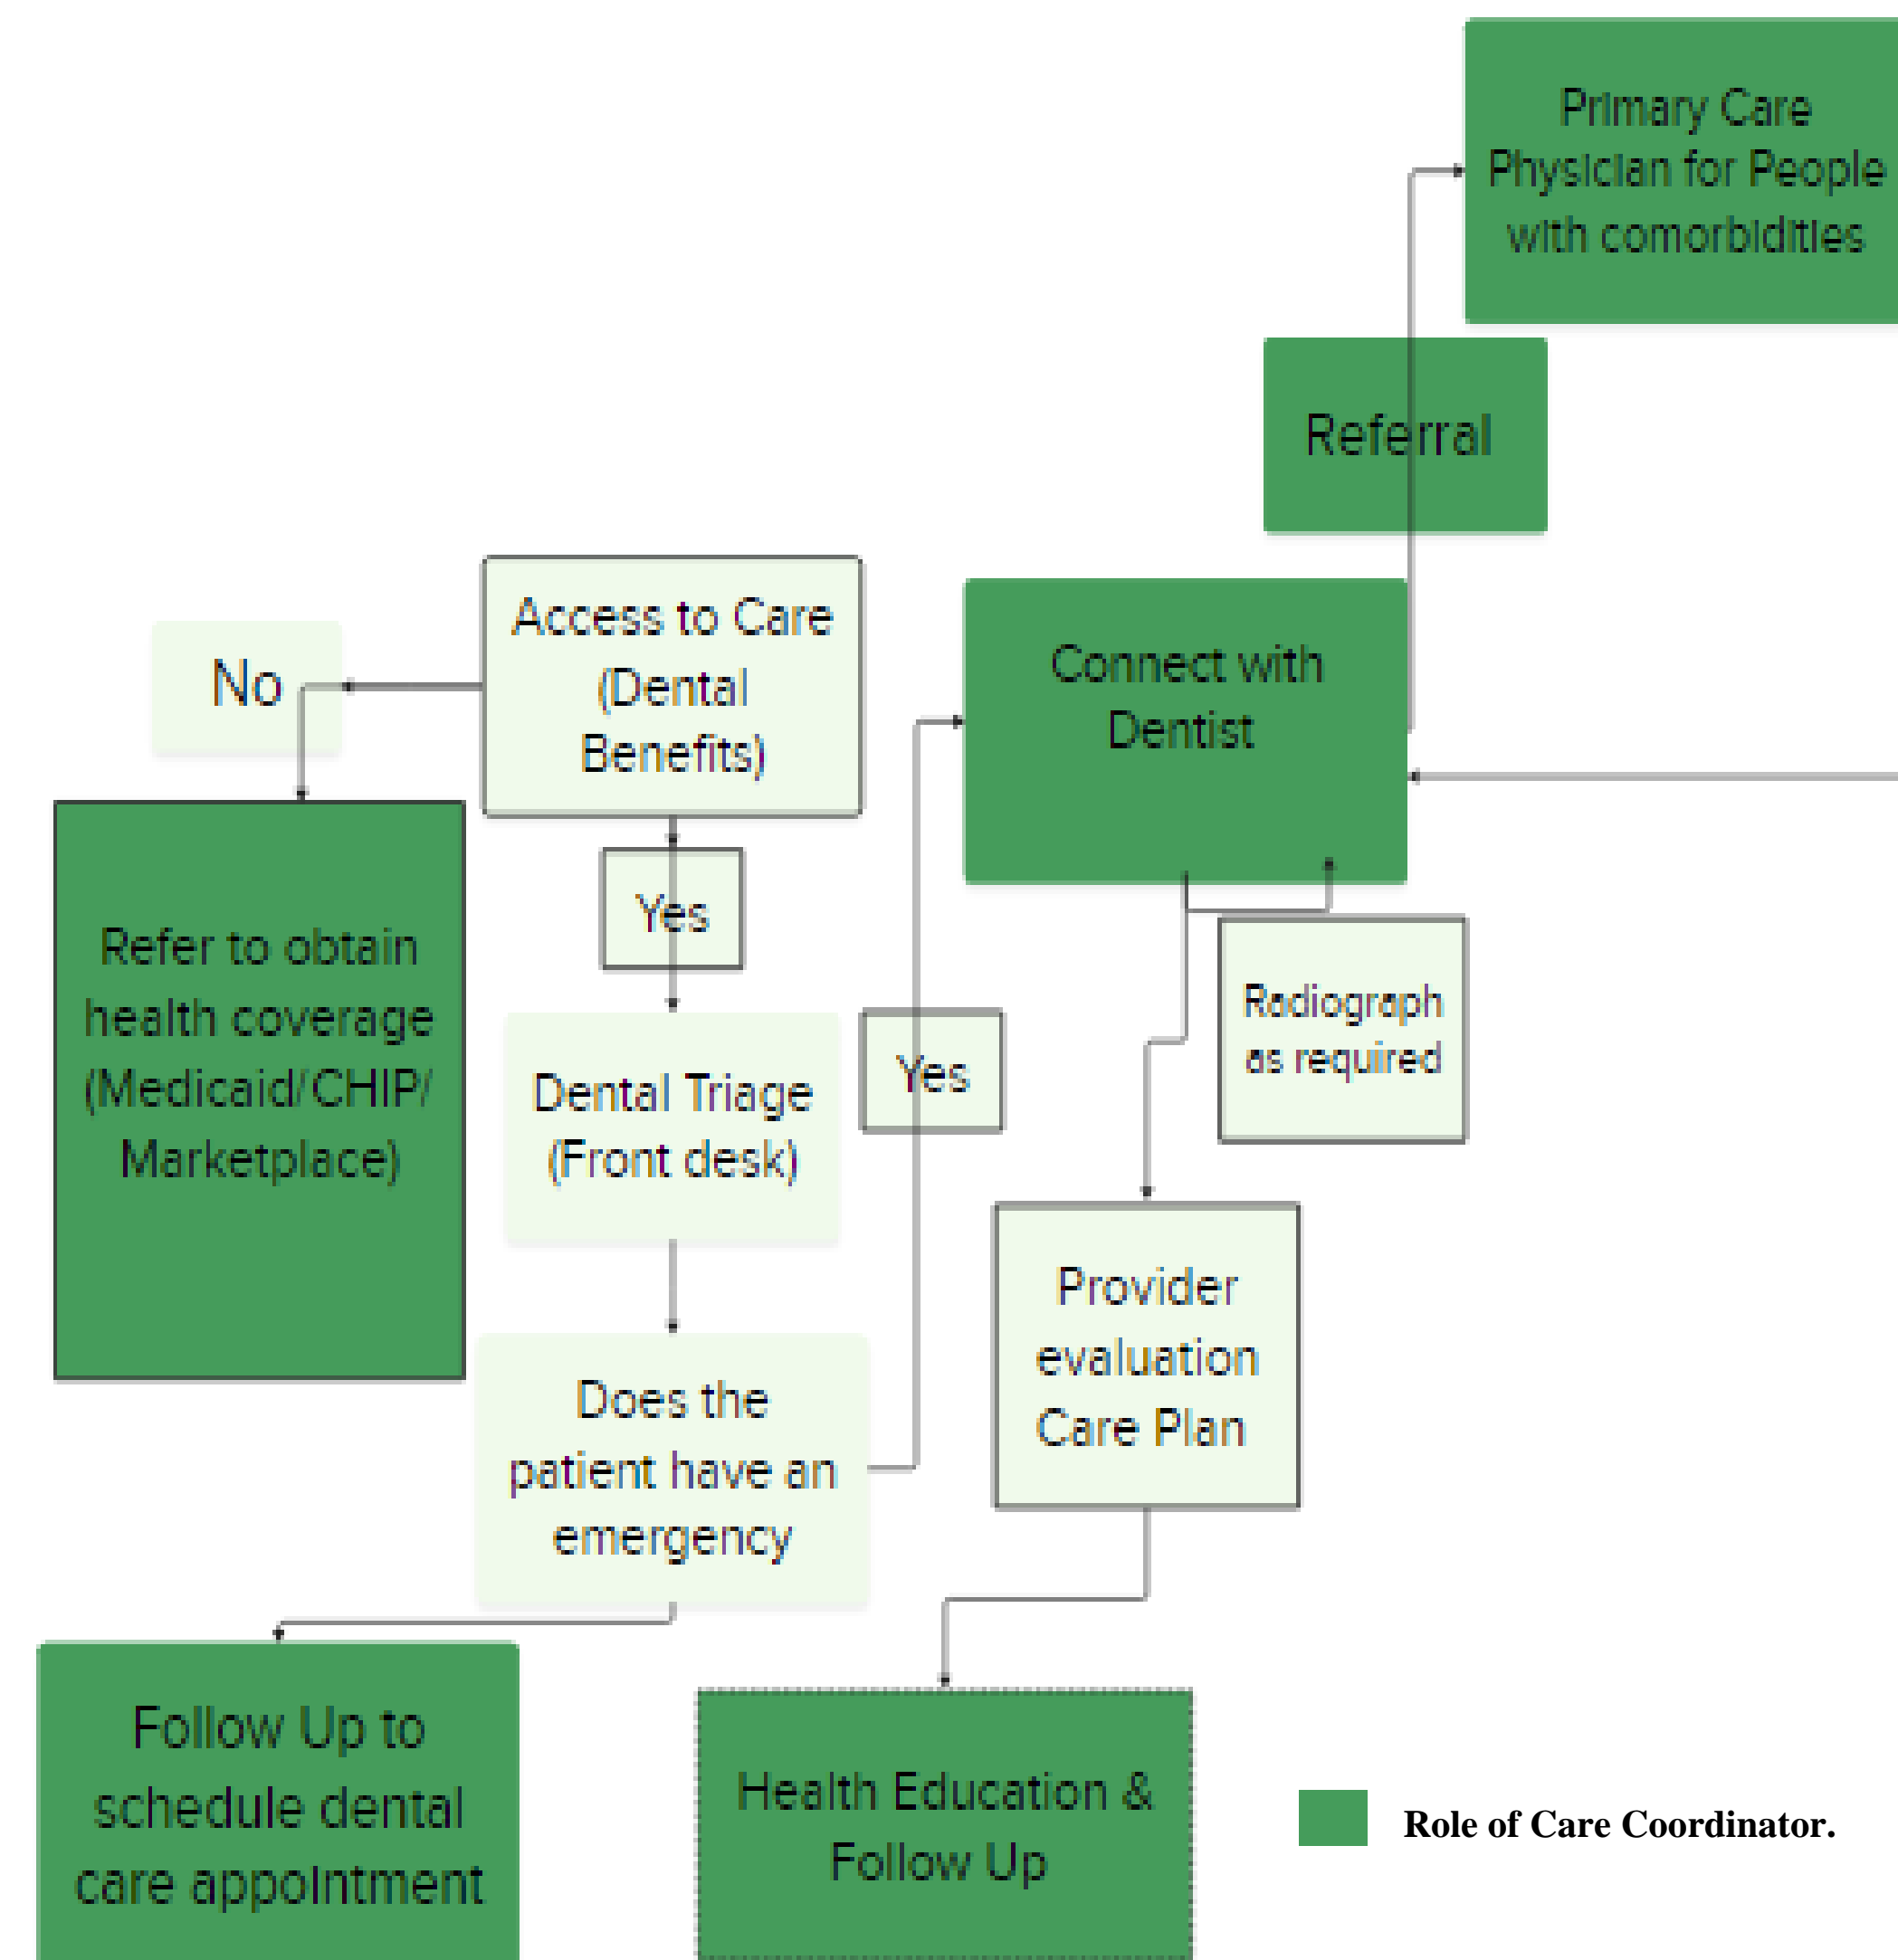 Primary Care
Physician for People
with comorbidities
Referral
Access to Care
(Dental
Benefits)
No
Connect with
Dentist
Yes
Refer to obtain
health coverage
(Medicaid/CHIP/
Marketplace)
Dental Triage
(Front desk)
Yes
Radiograph
as required
Provider
evaluation
Care Plan
Does the
patient have an
emergency
Follow Up to
schedule dental
care appointment
Health Education &
Follow Up
Role of Care Coordinator.